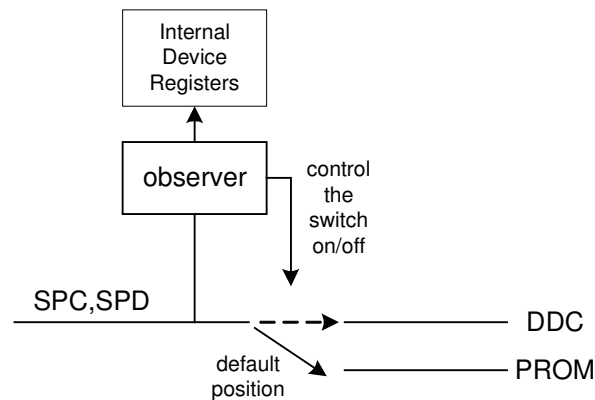 Internal
Device
Registers
observer
control
the
switch
on/off
SPC,SPD
DDC
default
position
PROM